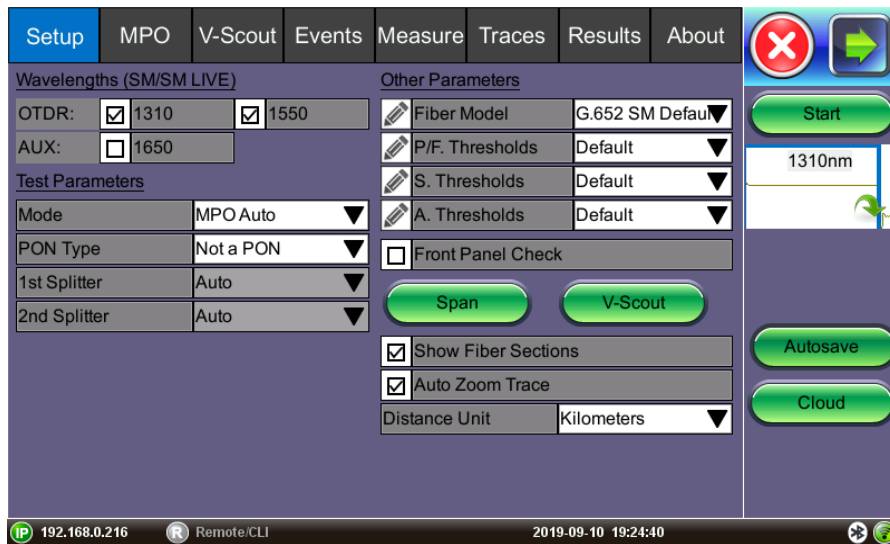 Setup MPO V-Scout Events Measure Traces Results About
Wavelengths (SM/SM LIVE)
OTDR: 1310 1550
AUX: 1650
Test Parameters
Mode MPO Auto
PON Type Not a PON
1st Splitter Auto
2nd Splitter Auto
Other Parameters
Fiber Model G.652 SM Defaul
P/F. Thresholds Default
S. Thresholds Default
A. Thresholds Default
Front Panel Check
Span V-Scout
Show Fiber Sections
Auto Zoom Trace
Distance Unit Kilometers
Start
1310nm
Autosave
Cloud
IP 192.168.0.216 R Remote/CLI 2019-09-10 19:24:40